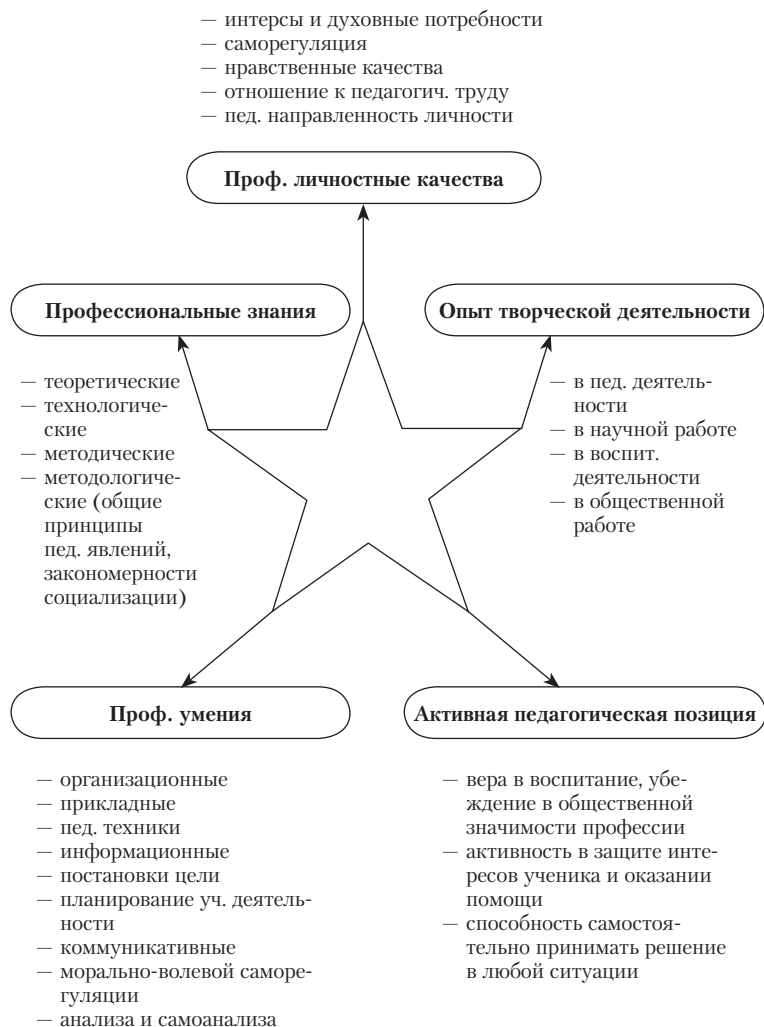 — интерсы и духовные потребности
— саморегуляция
— нравственные качества
— отношение к педагогич. труду
— пед. направленность личности
Проф. личностные качества
Профессиональные знания
— теоретические
— технологиче-
ские
— методические
— методологиче-
ские (общие
принципы
пед. явлений,
закономерности
социализации)
Опыт творческой деятельности
— в пед. деятель-
ности
— в научной работе
— в воспит.
деятельности
— в общественной
работе
Проф. умения
— организационные
— прикладные
— пед. техники
— информационные
— постановки цели
— планирование уч. деятель-
ности
— коммуникативные
— морально-волевой саморе-
гуляции
— анализа и самоанализа
Активная педагогическая позиция
— вера в воспитание, убе-
ждение в общественной
значимости профессии
— активность в защите инте-
ресов ученика и оказании
помощи
— способность самостоя-
тельно принимать решение
в любой ситуации